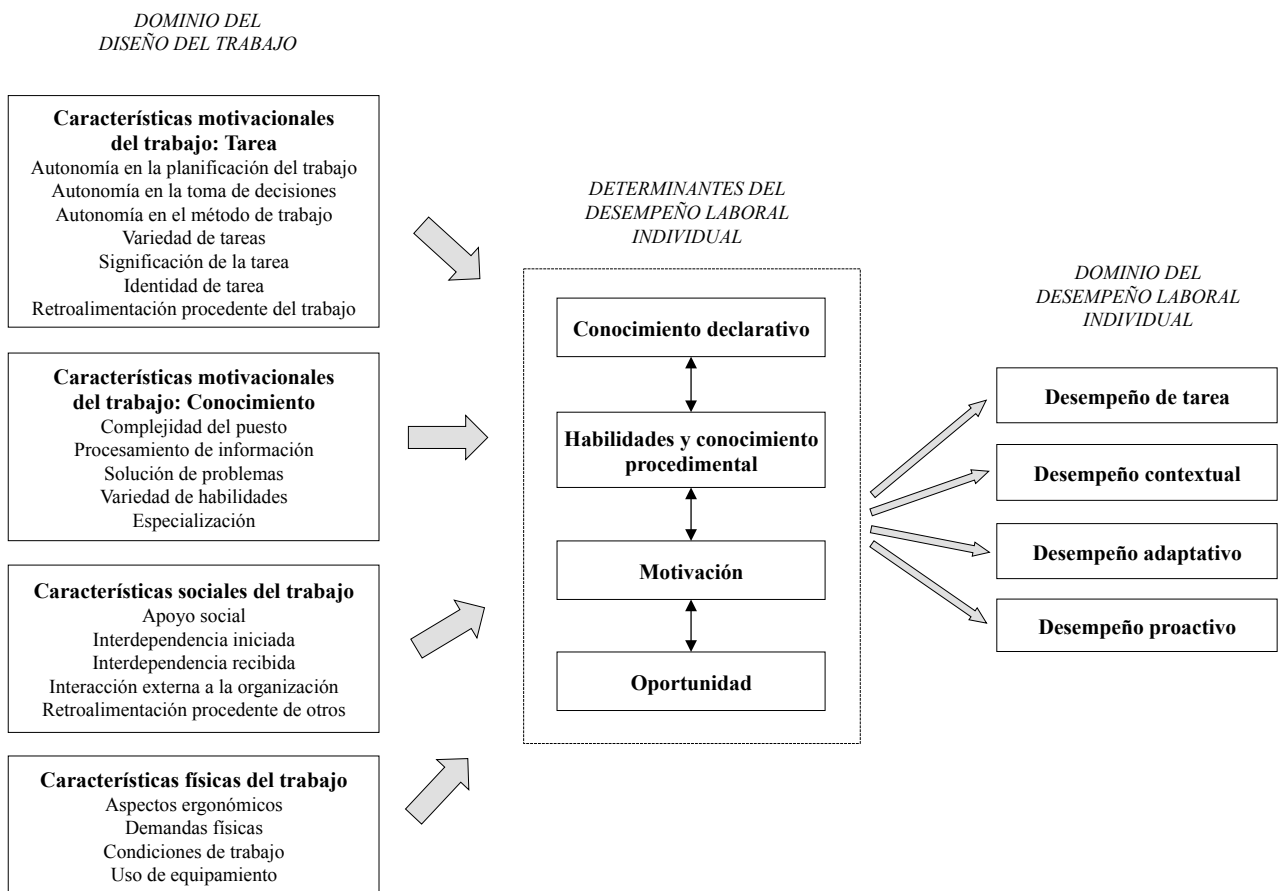 DOMINIO DEL
DISEÑO DEL TRABAJO
Características motivacionales
del trabajo: Tarea
Autonomía en la planificación del trabajo
Autonomía en la toma de decisiones
Autonomía en el método de trabajo
Variedad de tareas
Significación de la tarea
Identidad de tarea
Retroalimentación procedente del trabajo
Características motivacionales
del trabajo: Conocimiento
Complejidad del puesto
Procesamiento de información
Solución de problemas
Variedad de habilidades
Especialización
Características sociales del trabajo
Apoyo social
Interdependencia iniciada
Interdependencia recibida
Interacción externa a la organización
Retroalimentación procedente de otros
Características físicas del trabajo
Aspectos ergonómicos
Demandas físicas
Condiciones de trabajo
Uso de equipamiento
DETERMINANTES DEL
DESEMPEÑO LABORAL
INDIVIDUAL
Conocimiento declarativo
Habilidades y conocimiento
procedimental
Motivación
Oportunidad
DOMINIO DEL
DESEMPEÑO LABORAL
INDIVIDUAL
Desempeño de tarea
Desempeño contextual
Desempeño adaptativo
Desempeño proactivo